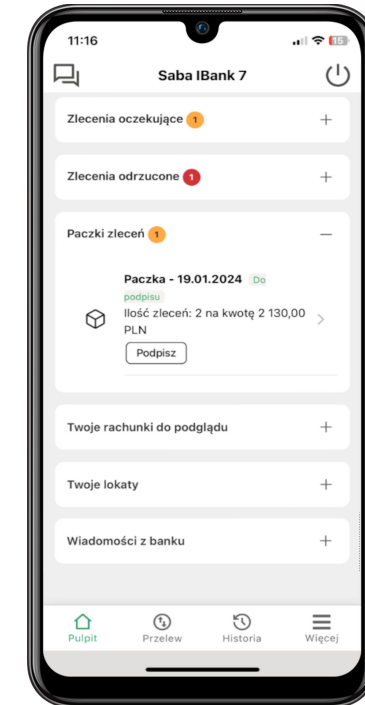 11:16
15
Saba IBank 7
Zlecenia oczekujące 1
Zlecenia odrzucone 1
Paczki zleceń 1
Paczka - 19.01.2024 Do
podpisu
Ilość zleceń: 2 na kwotę 2 130,00
PLN
Podpisz
Twoje rachunki do podglądu
Twoje lokaty
Wiadomości z banku
Pulpit Przelew Historia Więcej